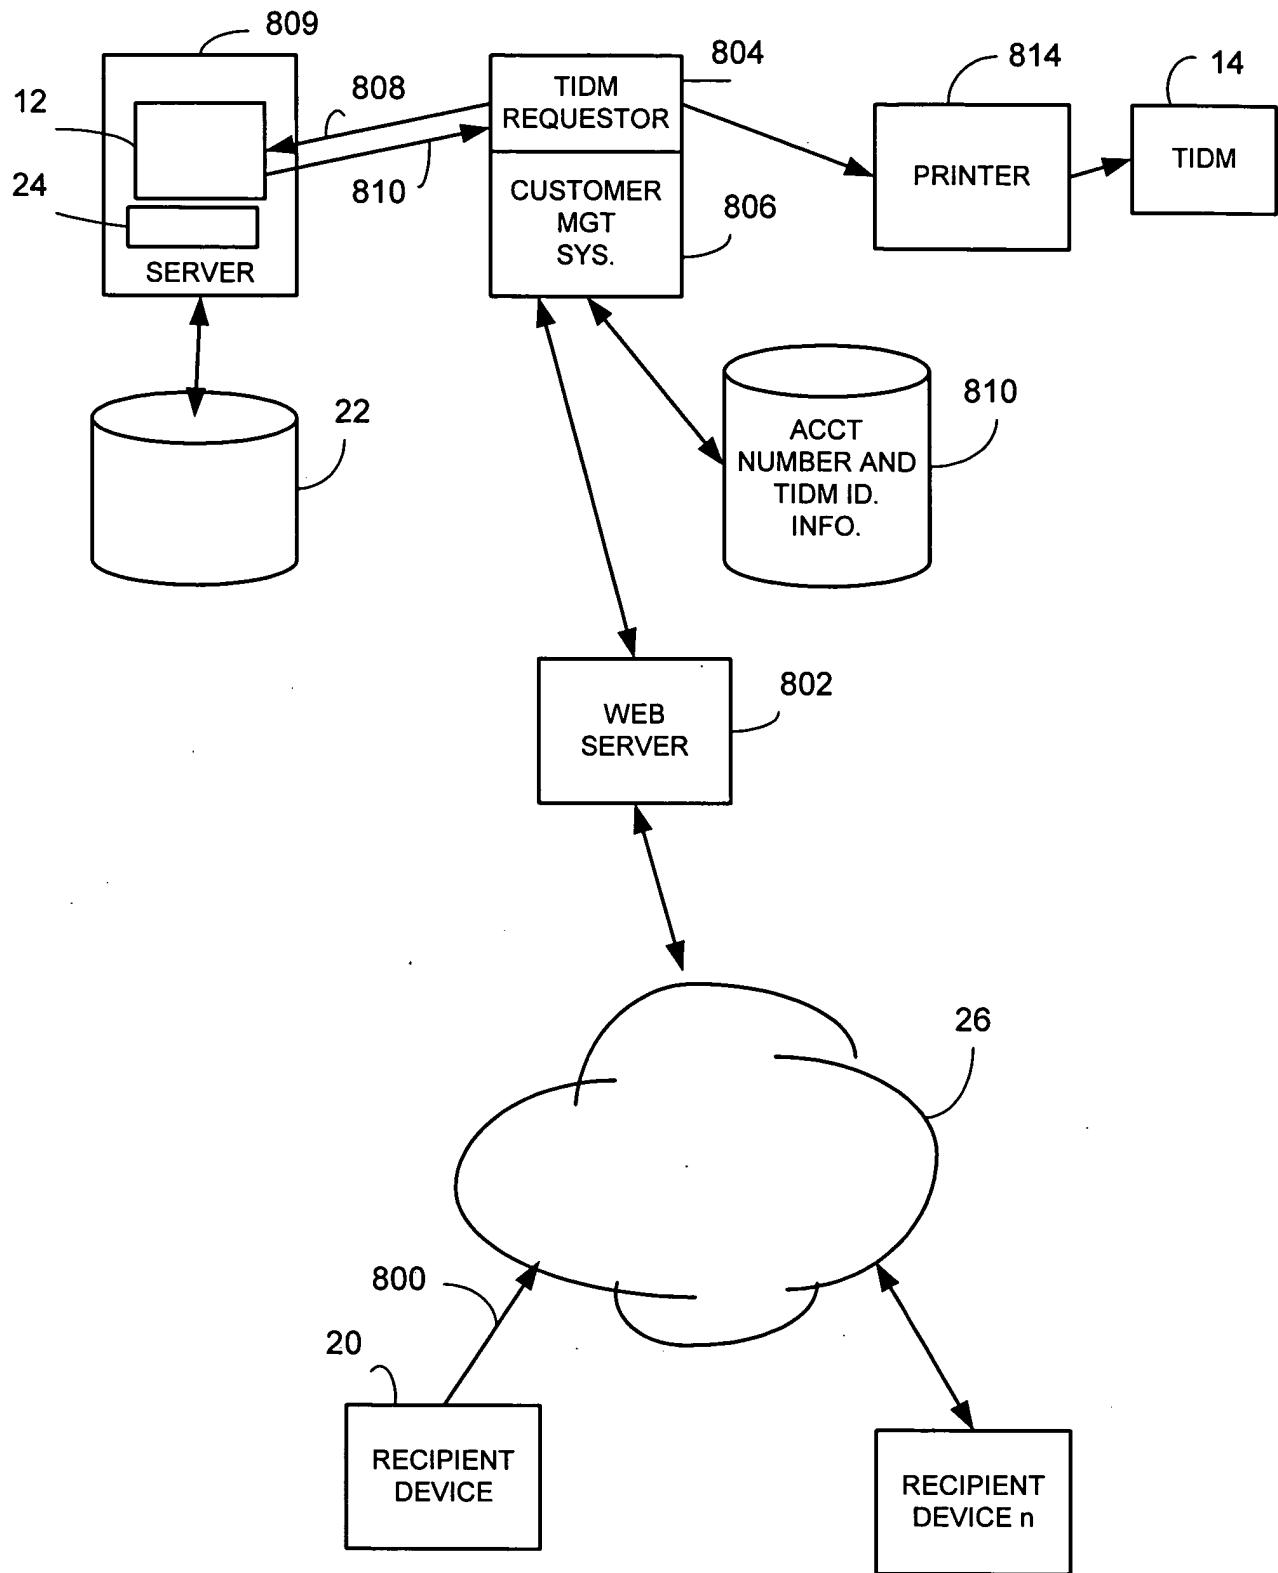 809
12
808
24
810
SERVER
TIDM
REQUESTOR
804
CUSTOMER
MGT
SYS.
806
814
PRINTER
14
TIDM
22
ACCT
NUMBER AND
TIDM ID.
INFO.
810
WEB
SERVER
802
26
800
20
RECIPIENT
DEVICE
RECIPIENT
DEVICE n